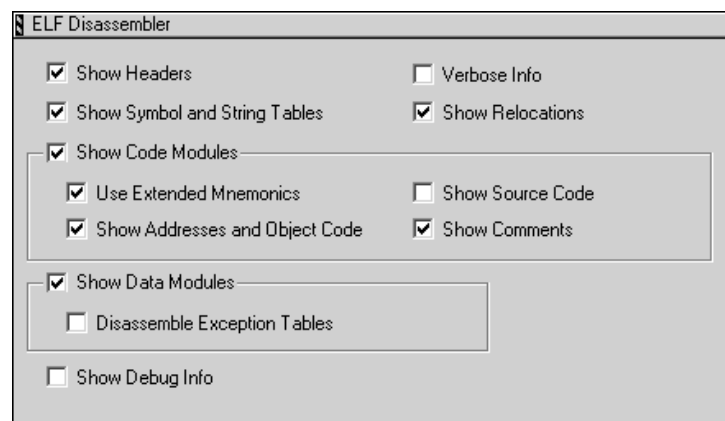 ELF Disassembler
Show Headers
Verbose Info
Show Symbol and String Tables
Show Relocations
Show Code Modules
Use Extended Mnemonics
Show Source Code
Show Addresses and Object Code
Show Comments
Show Data Modules
Disassemble Exception Tables
Show Debug Info